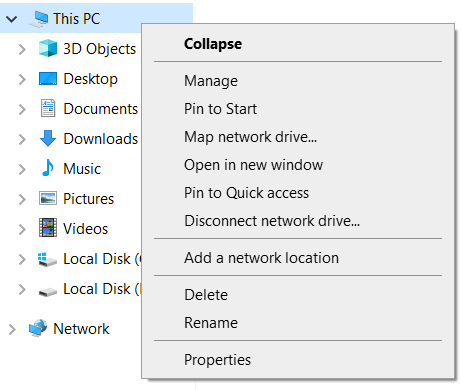 This PC
3D Objects
Desktop
Documents
Downloads
Music
Pictures
Videos
Local Disk (
Local Disk (
Network
Collapse
Manage
Pin to Start
Map network drive...
Open in new window
Pin to Quick access
Disconnect network drive...
Add a network location
Delete
Rename
Properties